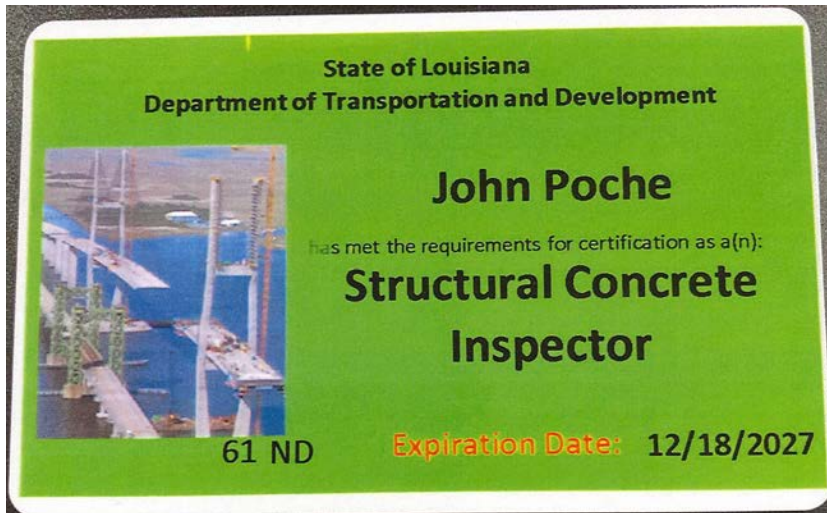 State of Louisiana
Department of Transportation and Development
John Poche
has met the requirements for certification as a(n):
Structural Concrete
Inspector
61 ND
Expiration Date: 12/18/2027